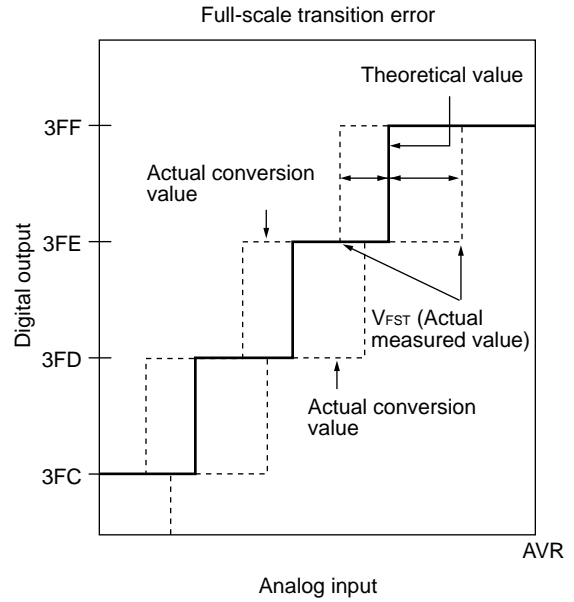 Full-scale transition error
Theoretical value
3FF
Actual conversion
value
3FE
Digital output
VFST (Actual
measured value)
3FD
Actual conversion
value
3FC
AVR
Analog input